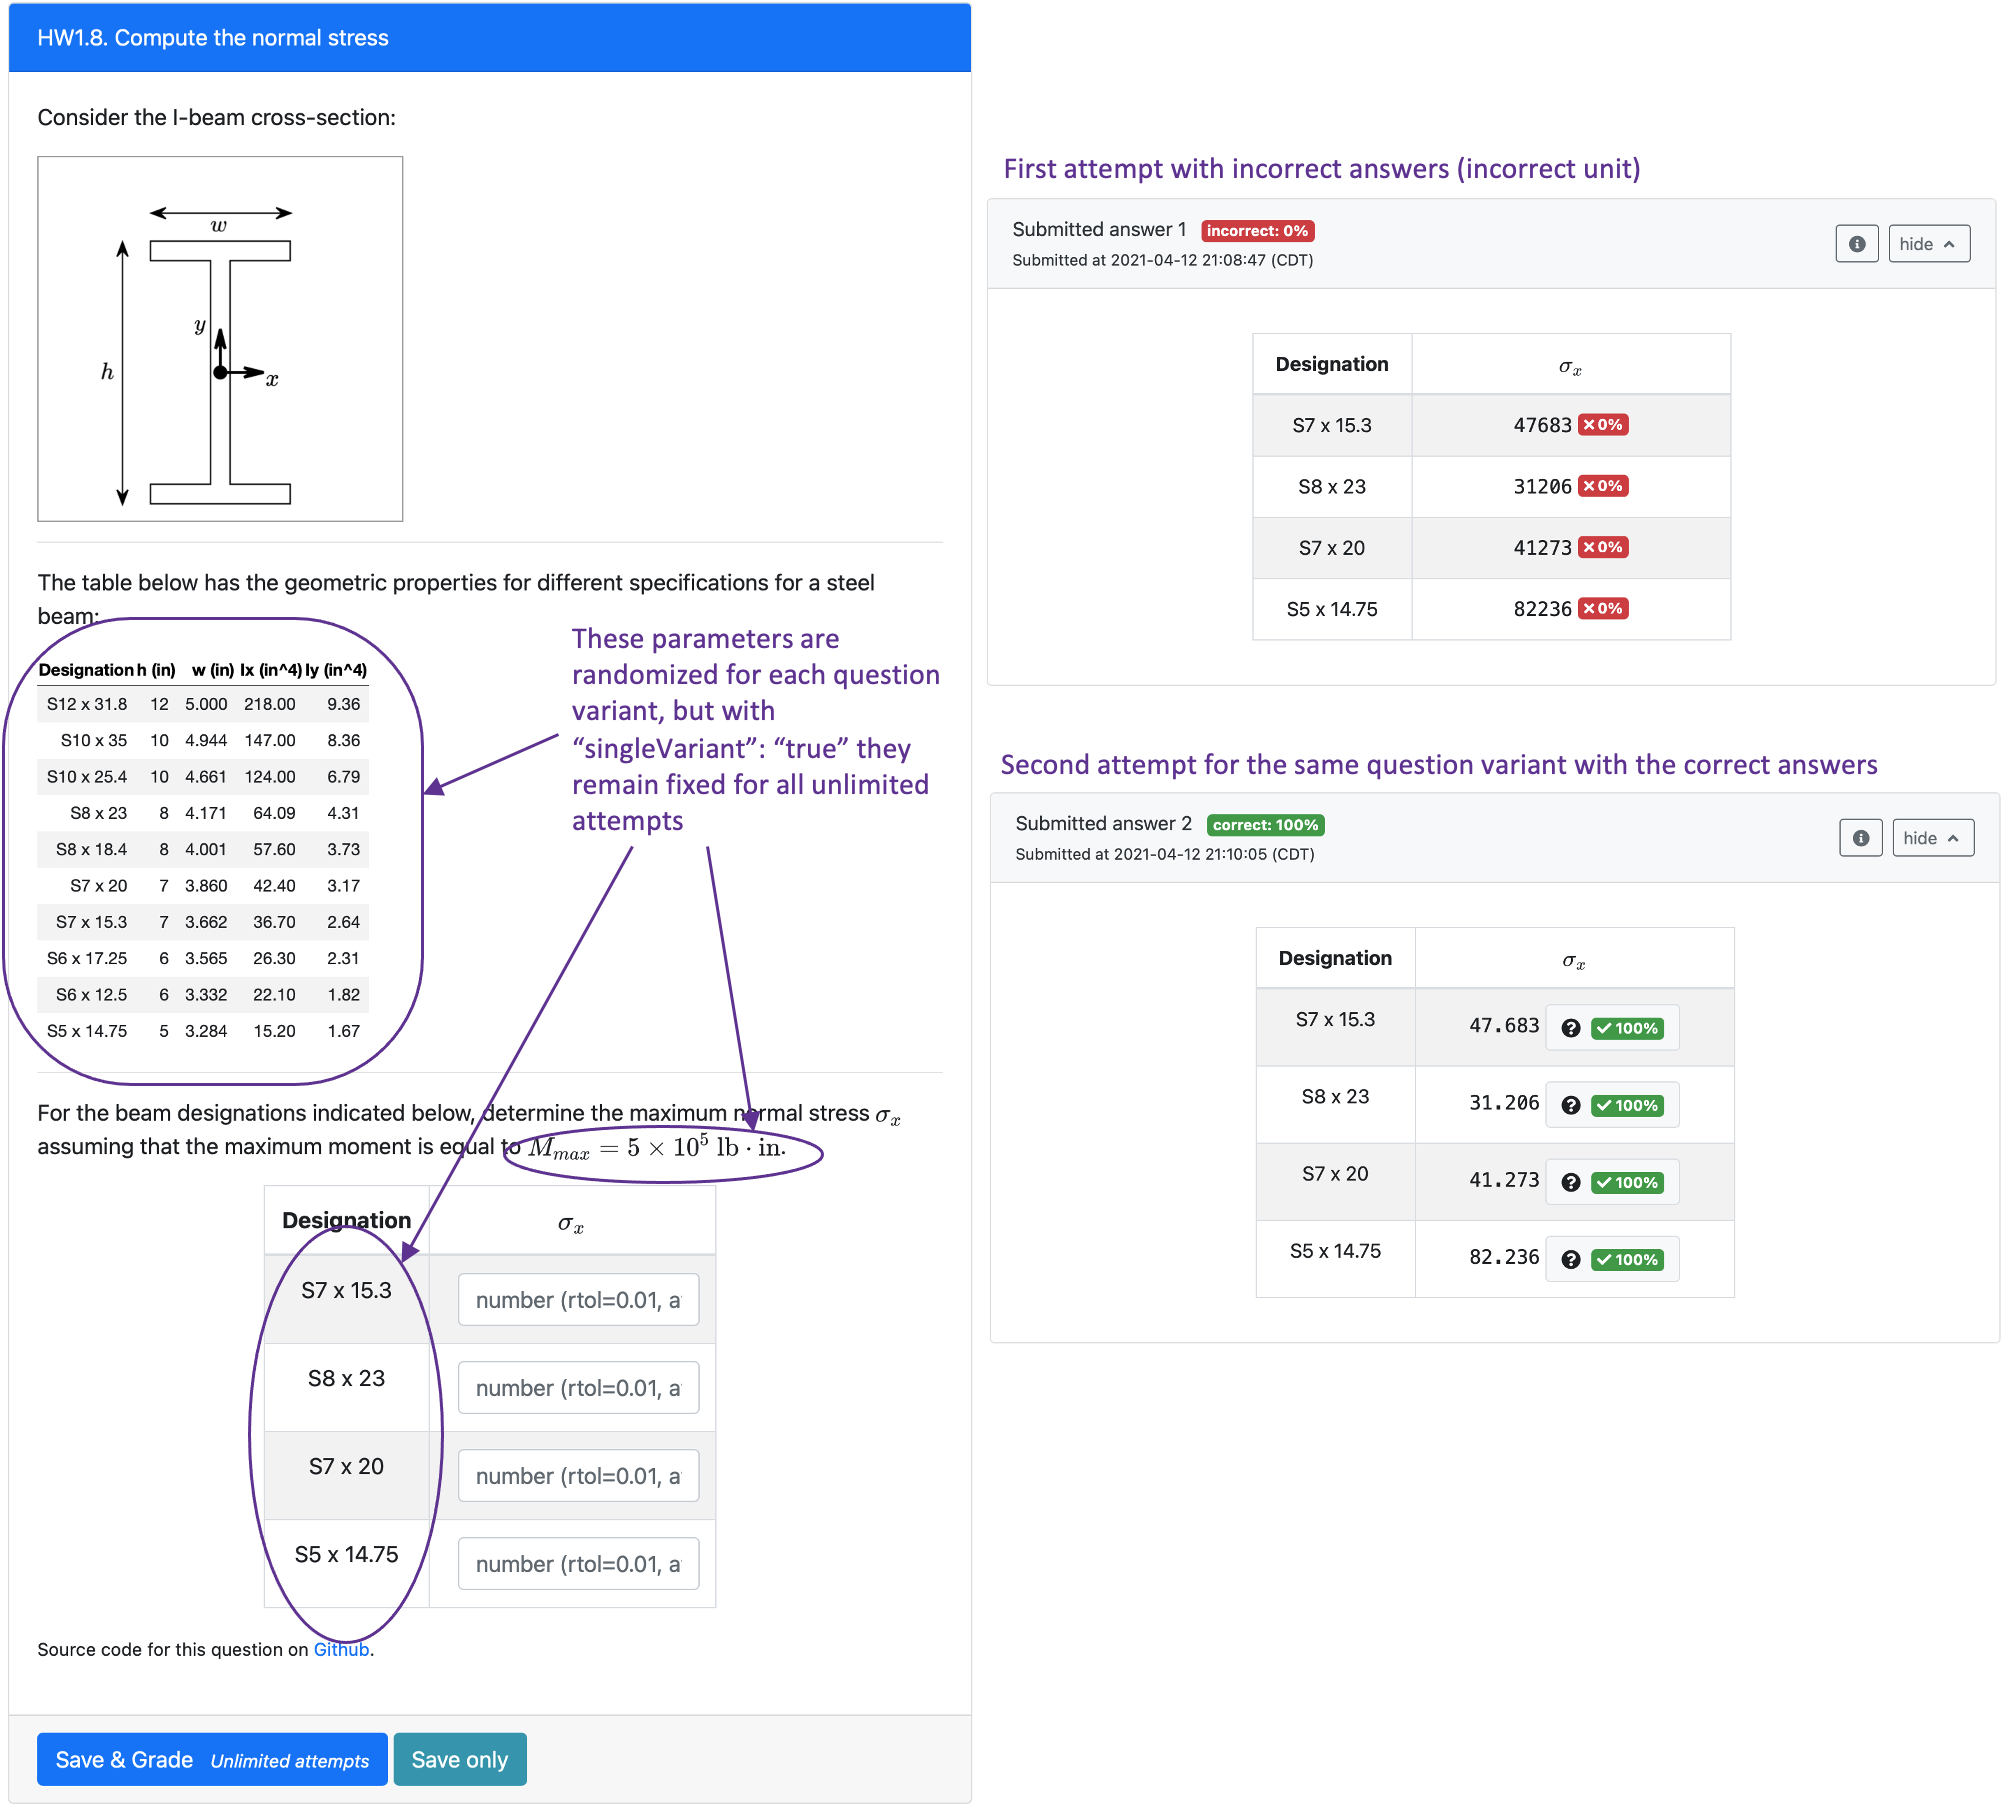 HW1.8. Compute the normal stress
Consider the I-beam cross-section:
w
y
h
x
The table below has the geometric properties for different specifications for a steel
beam:
Designation h (in) w (in) Ix (in^4) Iy (in^4)
S12 x 31.8 12 5.000 218.00 9.36
S10 x 35 10 4.944 147.00 8.36
S10 x 25.4 10 4.661 124.00 6.79
S8 x 23 8 4.171 64.09 4.31
S8 x 18.4 8 4.001 57.60 3.73
S7 x 20 7 3.860 42.40 3.17
S7 x 15.3 7 3.662 36.70 2.64
S6 x 17.25 6 3.565 26.30 2.31
S6 x 12.5 6 3.332 22.10 1.82
S5 x 14.75 5 3.284 15.20 1.67
These parameters are
randomized for each question
variant, but with
“singleVariant”: “true” they
remain fixed for all unlimited
attempts
For the beam designations indicated below, determine the maximum normal stress σx
assuming that the maximum moment is equal to Mmax = 5 × 10⁵ lb · in.
Designation σx
S7 x 15.3 number (rtol=0.01, a
S8 x 23 number (rtol=0.01, a
S7 x 20 number (rtol=0.01, a
S5 x 14.75 number (rtol=0.01, a
Source code for this question on Github.
Save & Grade Unlimited attempts Save only
First attempt with incorrect answers (incorrect unit)
Submitted answer 1 incorrect: 0%
Submitted at 2021-04-12 21:08:47 (CDT)
hide
Designation σx
S7 x 15.3 47683 0%
S8 x 23 31206 0%
S7 x 20 41273 0%
S5 x 14.75 82236 0%
Second attempt for the same question variant with the correct answers
Submitted answer 2 correct: 100%
Submitted at 2021-04-12 21:10:05 (CDT)
hide
Designation σx
S7 x 15.3 47.683 100%
S8 x 23 31.206 100%
S7 x 20 41.273 100%
S5 x 14.75 82.236 100%